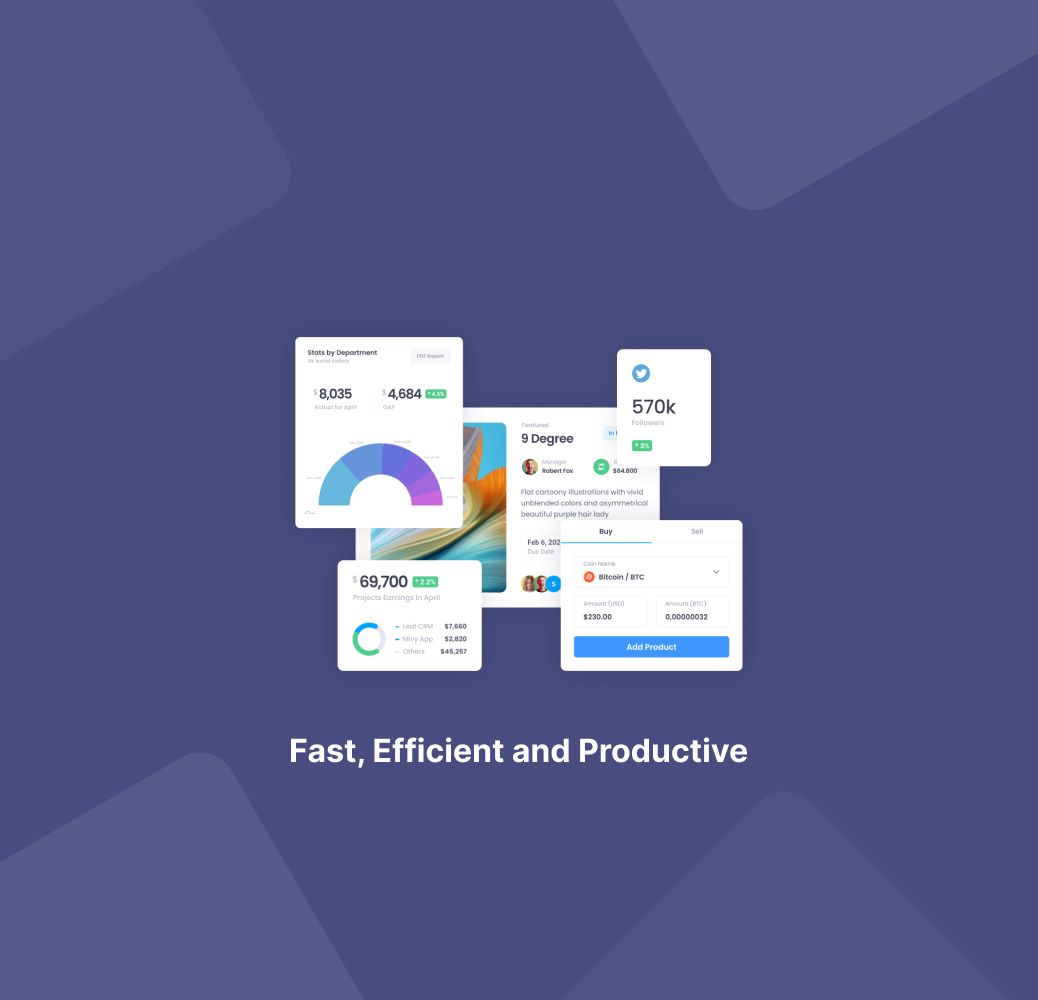 Stats by Department
8k social visitors
PDF Report
$ 8,035
Actual for April
$ 4,684
4.5%
GAP
Featured
9 Degree
Manager
Robert Fox
$64.800
Flat cartoony illustrations with vivid
unblended colors and asymmetrical
beautiful purple hair lady
Feb 6, 202
Due Date
S
570k
Followers
3%
$ 69,700
2.2%
Projects Earnings in April
Leaf CRM $7,660
Mivy App $2,820
Others $45,257
Buy
Sell
Coin Name
Bitcoin / BTC
Amount (USD)
$230.00
Amount (BTC)
0,00000032
Add Product
Fast, Efficient and Productive